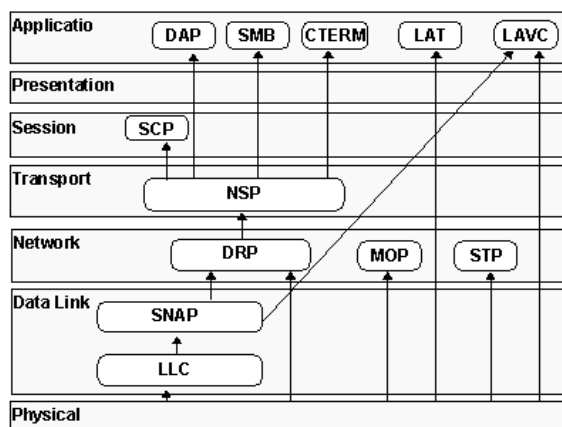 Applicatio
DAP SMB CTERM LAT LAVC
Presentation
Session
SCP
Transport
NSP
Network
DRP MOP STP
Data Link
SNAP
LLC
Physical